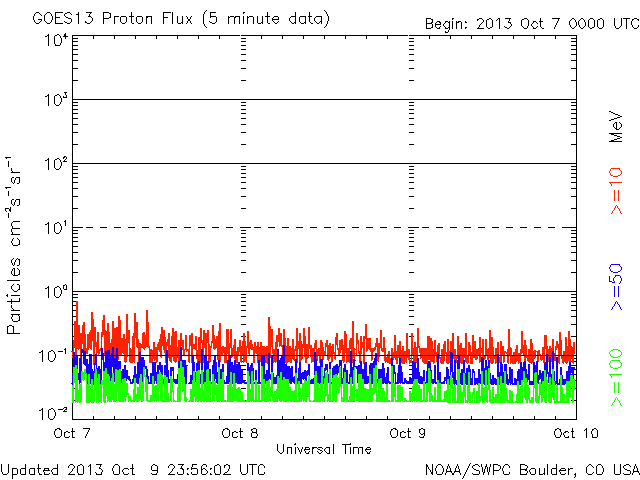 GOES13 Proton Flux (5 minute data)
Begin: 2013 Oct 7 0000 UTC
10⁴
10³
10²
10¹
10⁰
10⁻¹
10⁻²
Particles cm⁻²s⁻¹sr⁻¹
MeV
>=10
>=50
>=100
Oct 7
Oct 8
Oct 9
Oct 10
Universal Time
Updated 2013 Oct 9 23:56:02 UTC
NOAA/SWPC Boulder, CO USA